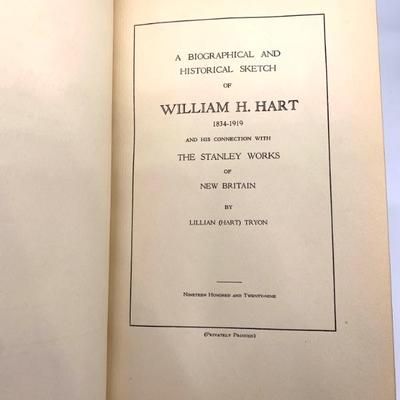 A BIOGRAPHICAL AND
HISTORICAL SKETCH
OF
WILLIAM H. HART
1834-1919
AND HIS CONNECTION WITH
THE STANLEY WORKS
OF
NEW BRITAIN
BY
LILLIAN (HART) TRYON
NINETEEN HUNDRED AND TWENTY-NINE
(PRIVATELY PRINTED)